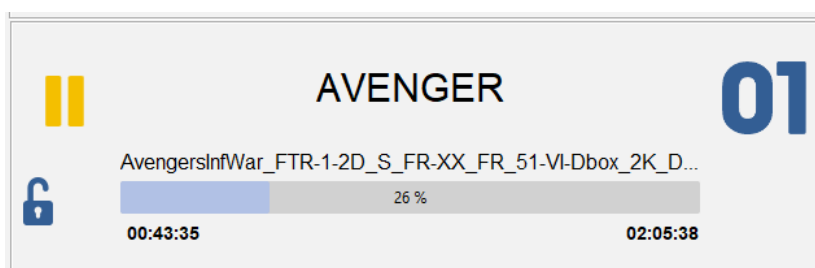 AVENGER
01
AvengersInfWar_FTR-1-2D_S_FR-XX_FR_51-VI-Dbox_2K_D...
26 %
00:43:35
02:05:38